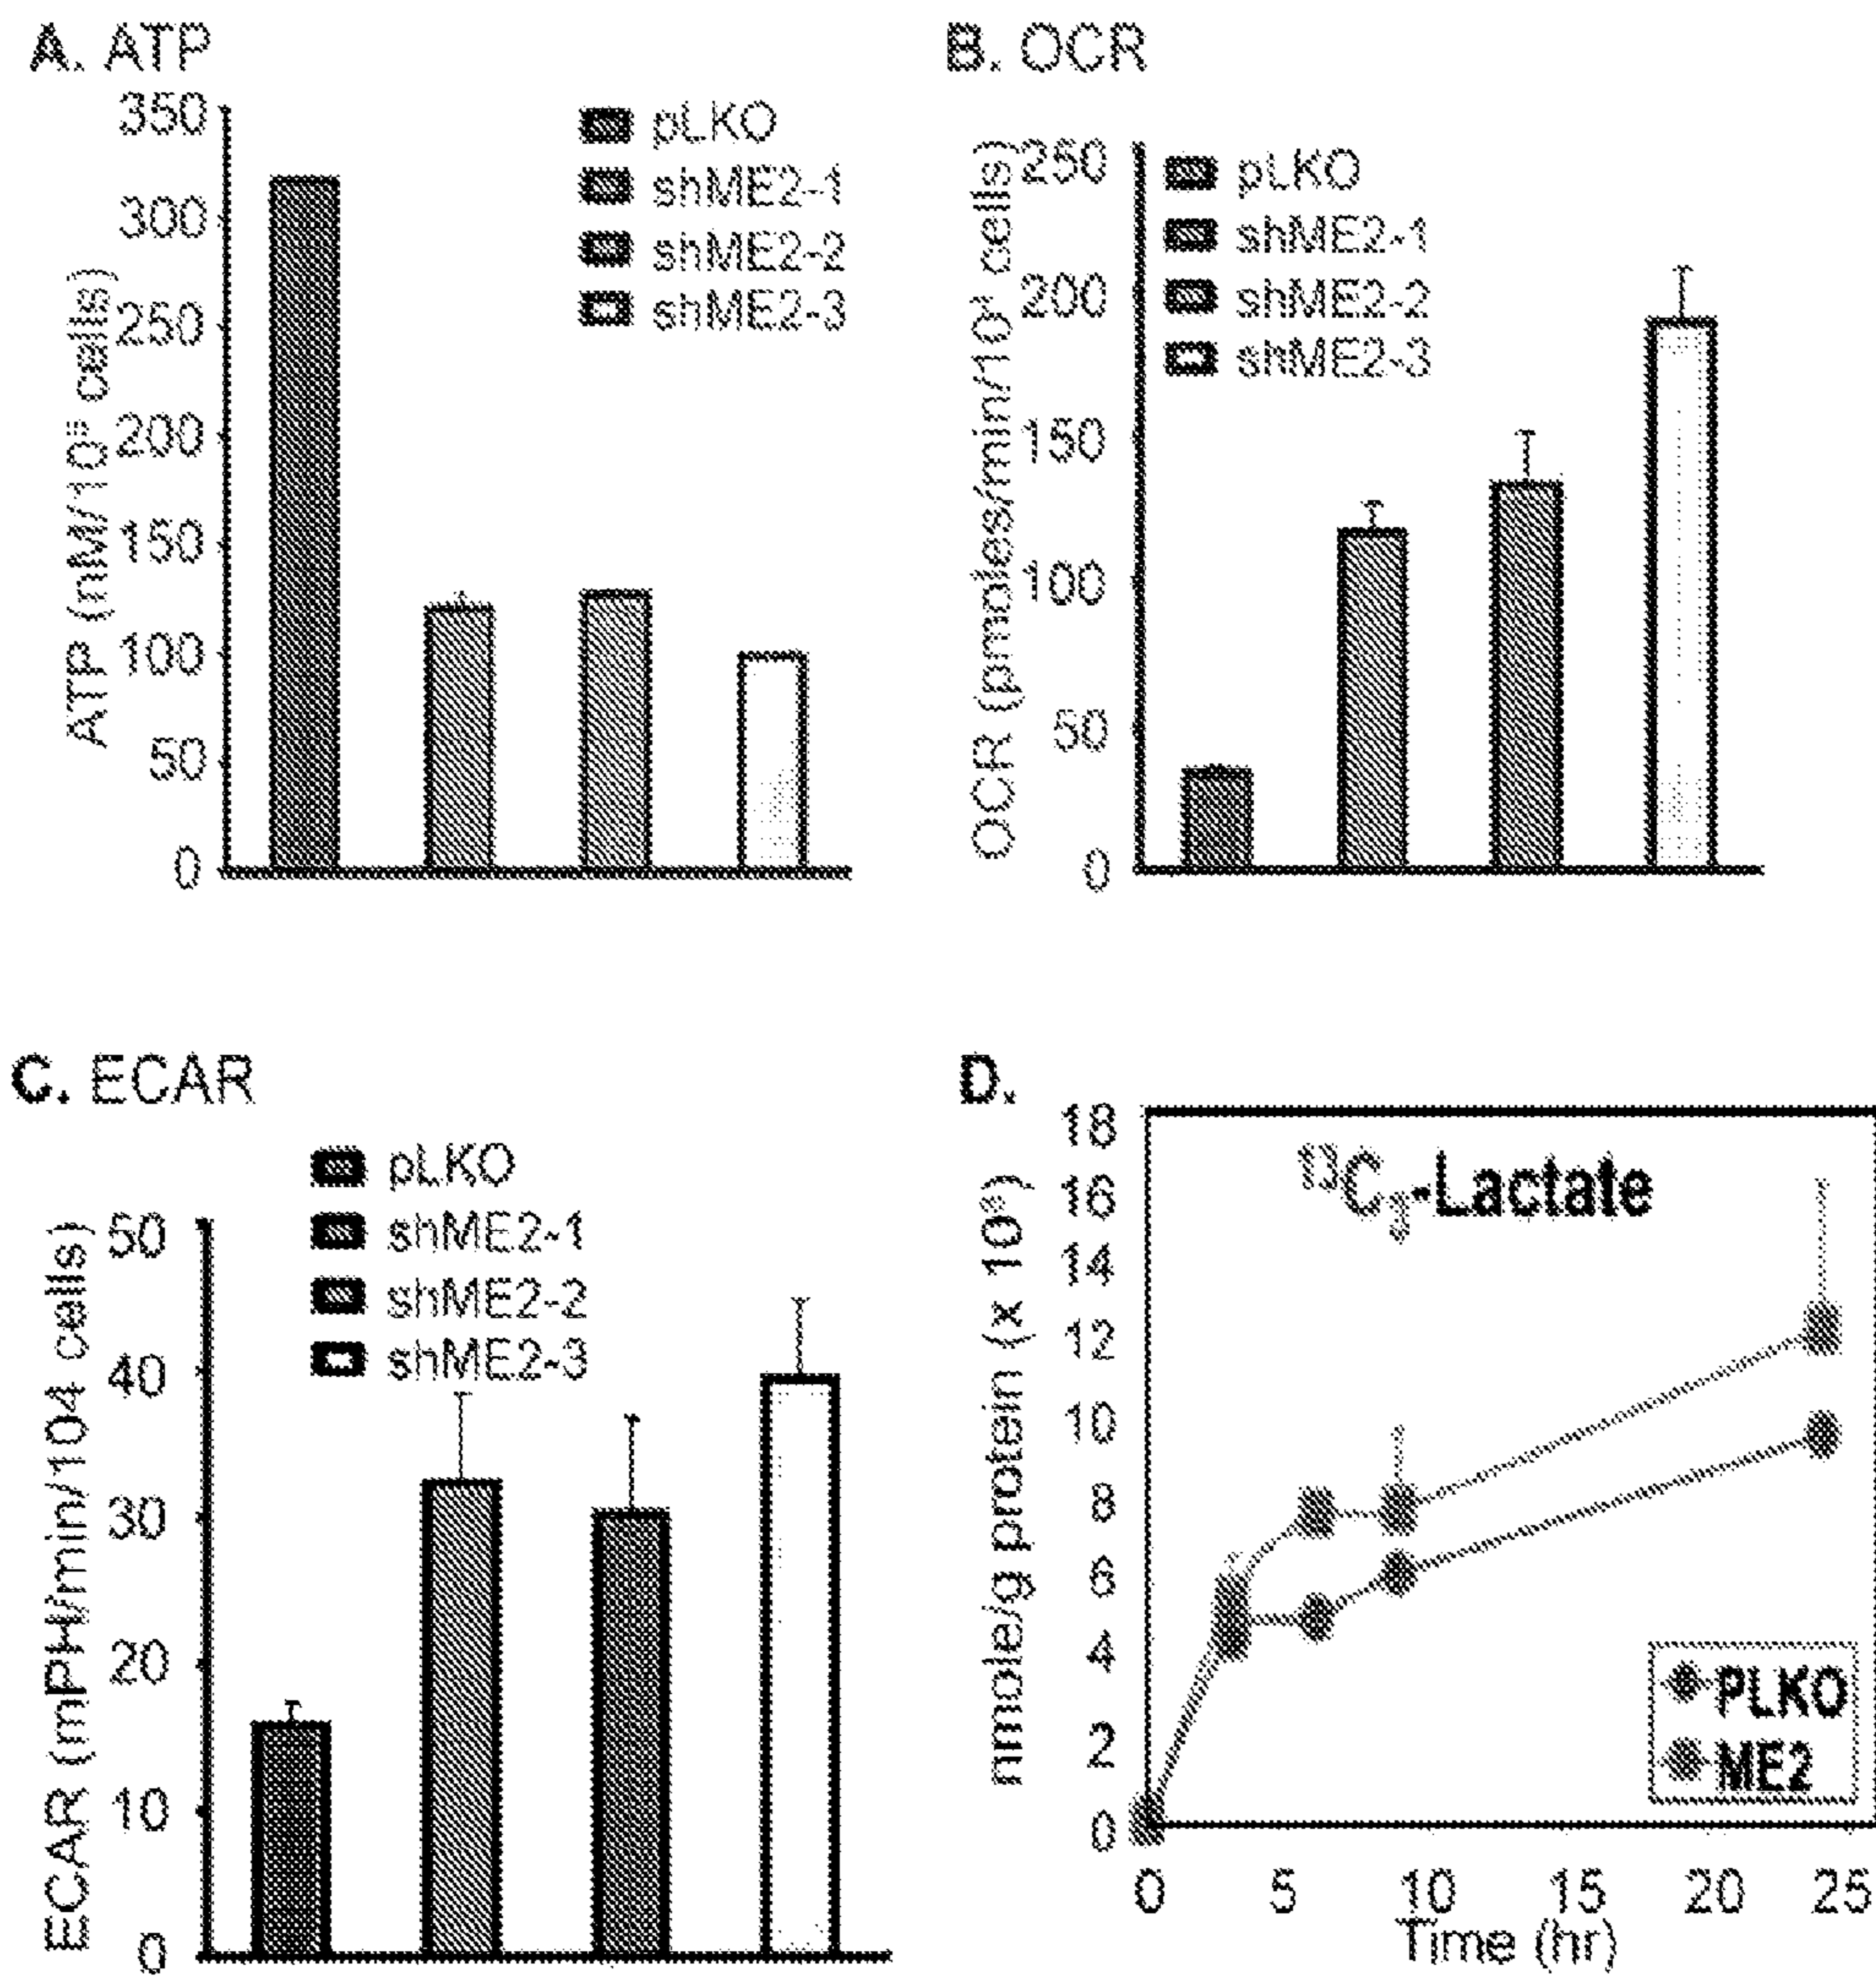 A. ATP
350
300
250
200
150
100
50
0
ATP (nM/10⁵ cells)
pLKO
shME2-1
shME2-2
shME2-3
B. OCR
250
200
150
100
50
0
OCR (pmoles/min/10⁴ cells)
pLKO
shME2-1
shME2-2
shME2-3
C. ECAR
50
40
30
20
10
0
ECAR (mPH/min/104 cells)
pLKO
shME2-1
shME2-2
shME2-3
D.
18
16
14
12
10
8
6
4
2
0
nmole/g protein (x 10
¹³C₃-Lactate
PLKO
ME2
0 5 10 15 20 25
Time (hr)